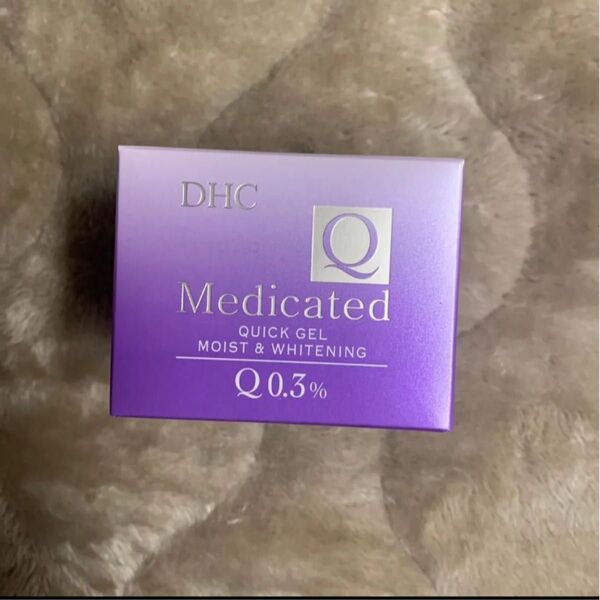 DHC
Q
Medicated
QUICK GEL
MOIST & WHITENING
Q 0.3%